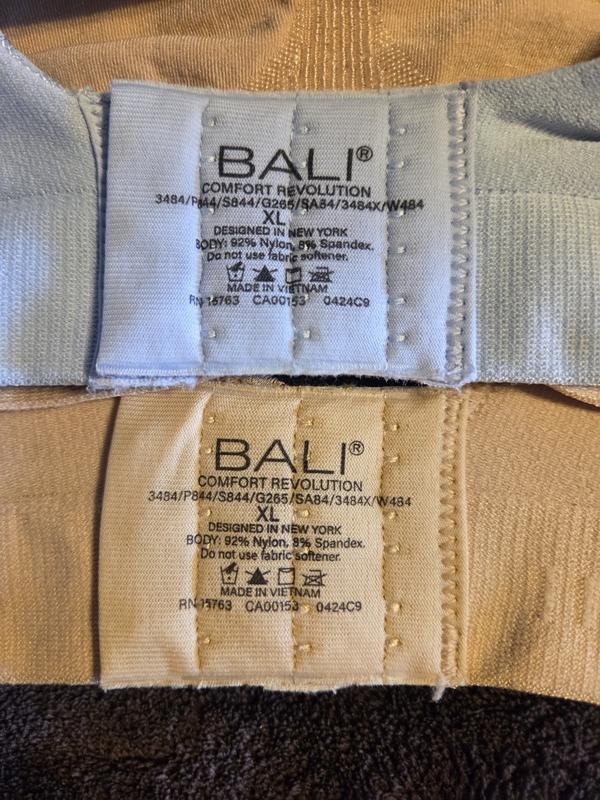 BALI®
COMFORT REVOLUTION
3484/P844/S844/G265/SA84/3484X/W484
XL
DESIGNED IN NEW YORK
BODY: 92% Nylon, 8% Spandex.
Do not use fabric softener.
MADE IN VIETNAM
RN 15763 CA00153 0424C9
BALI®
COMFORT REVOLUTION
3484/P844/S844/G265/SA84/3484X/W484
XL
DESIGNED IN NEW YORK
BODY: 92% Nylon, 8% Spandex.
Do not use fabric softener.
MADE IN VIETNAM
RN 15763 CA00153 0424C9